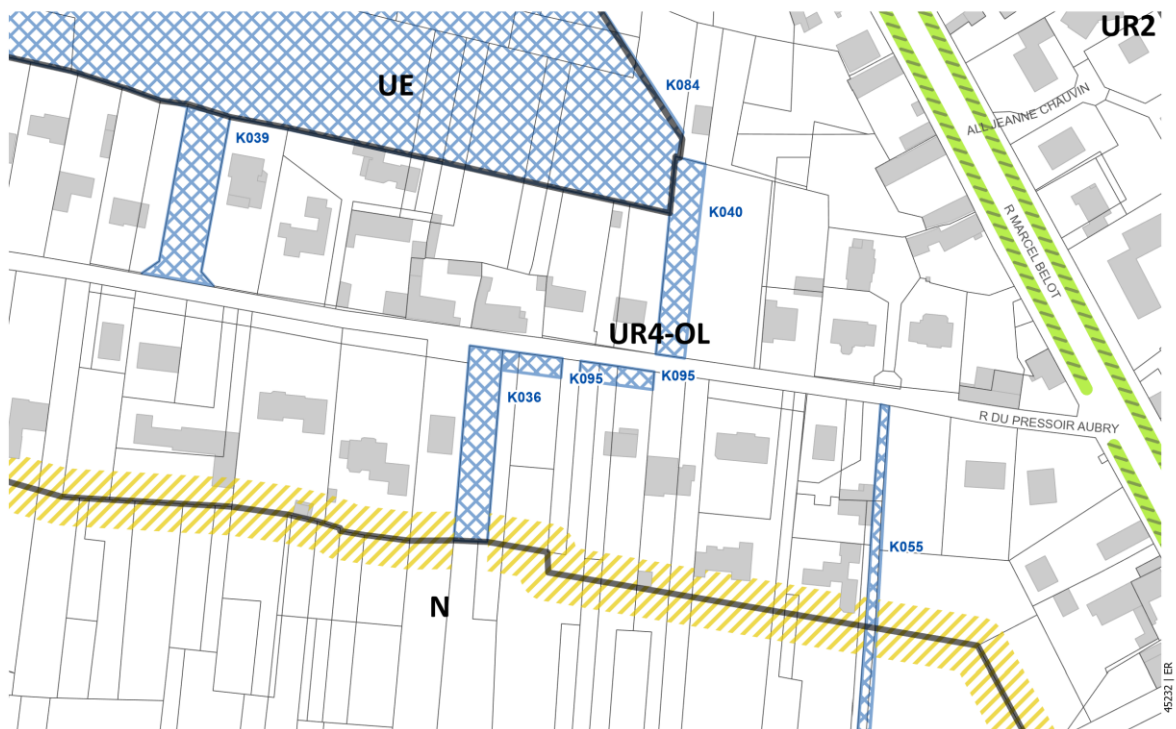 UR2
UE
K084
ALL JEANNE CHAUVIN
K039
K040
R MARCEL BELOT
UR4-OL
K095
K095
K036
R DU PRESSOIR AUBRY
K055
N
45232 | ER